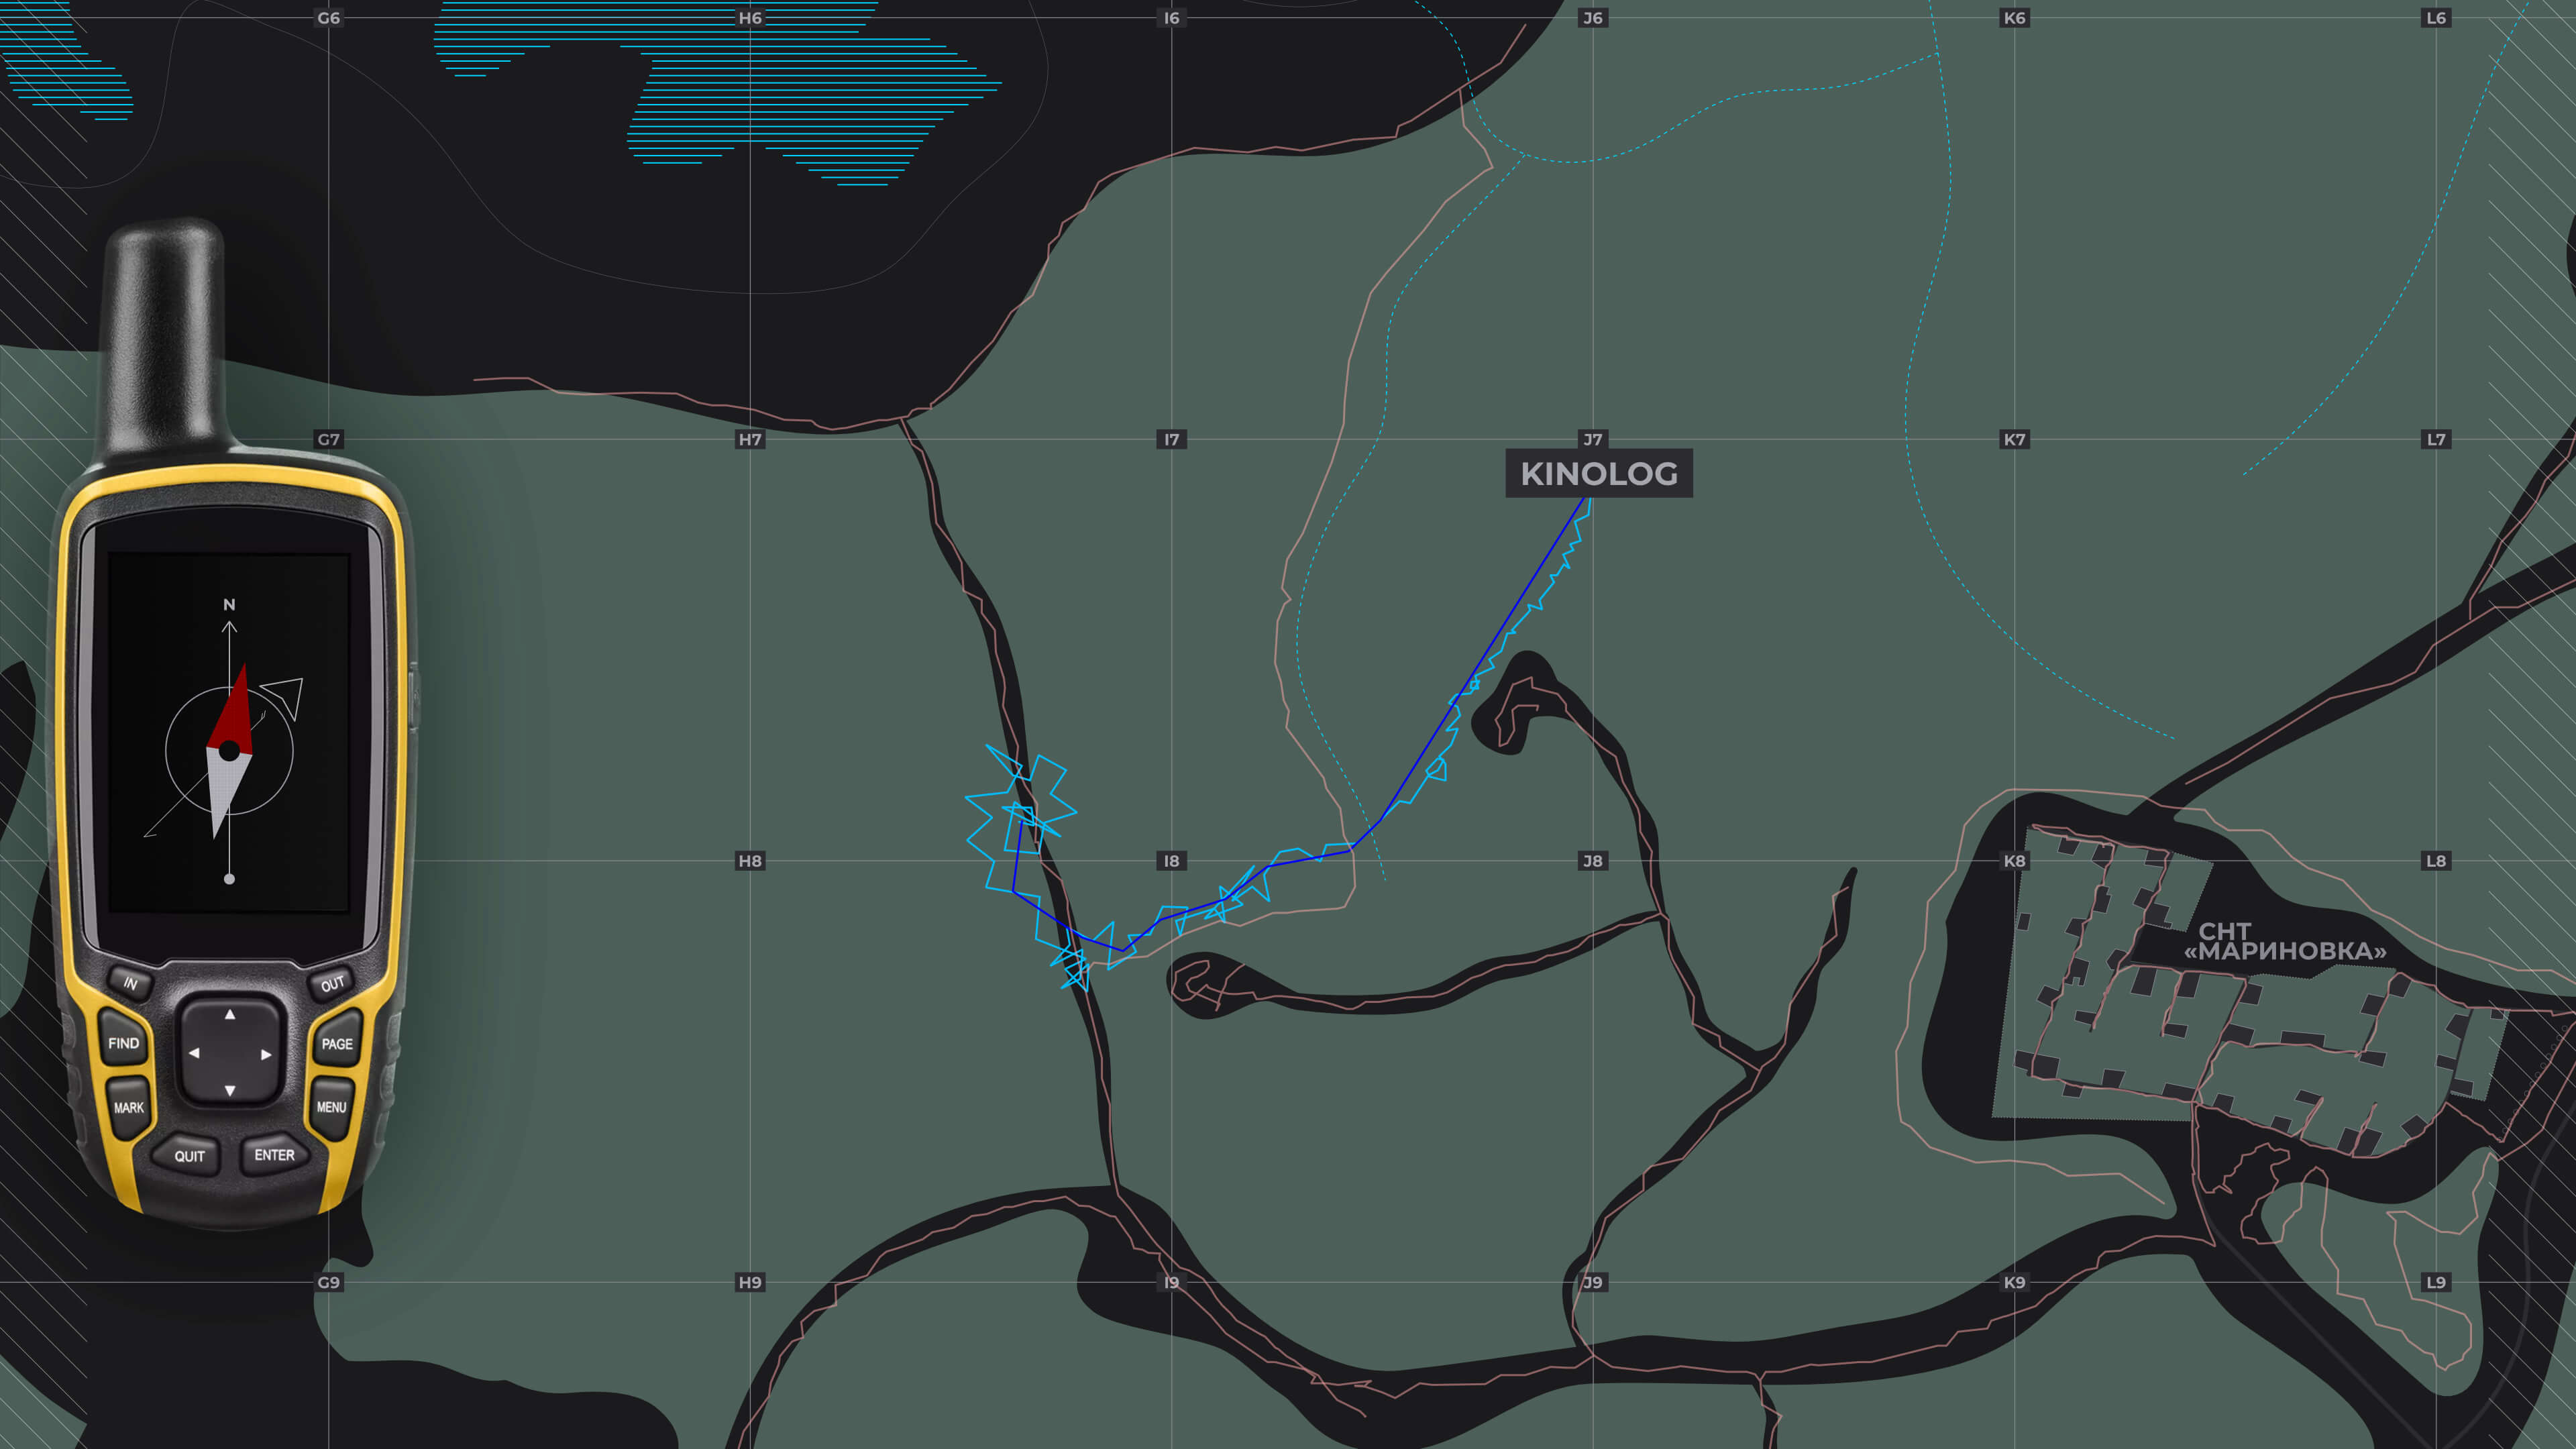 G6
H6
I6
J6
K6
L6
G7
H7
I7
J7
K7
L7
KINOLOG
N
H8
I8
J8
K8
L8
СНТ
«МАРИНОВКА»
IN
OUT
FIND
PAGE
MARK
MENU
QUIT
ENTER
G9
H9
I9
J9
K9
L9